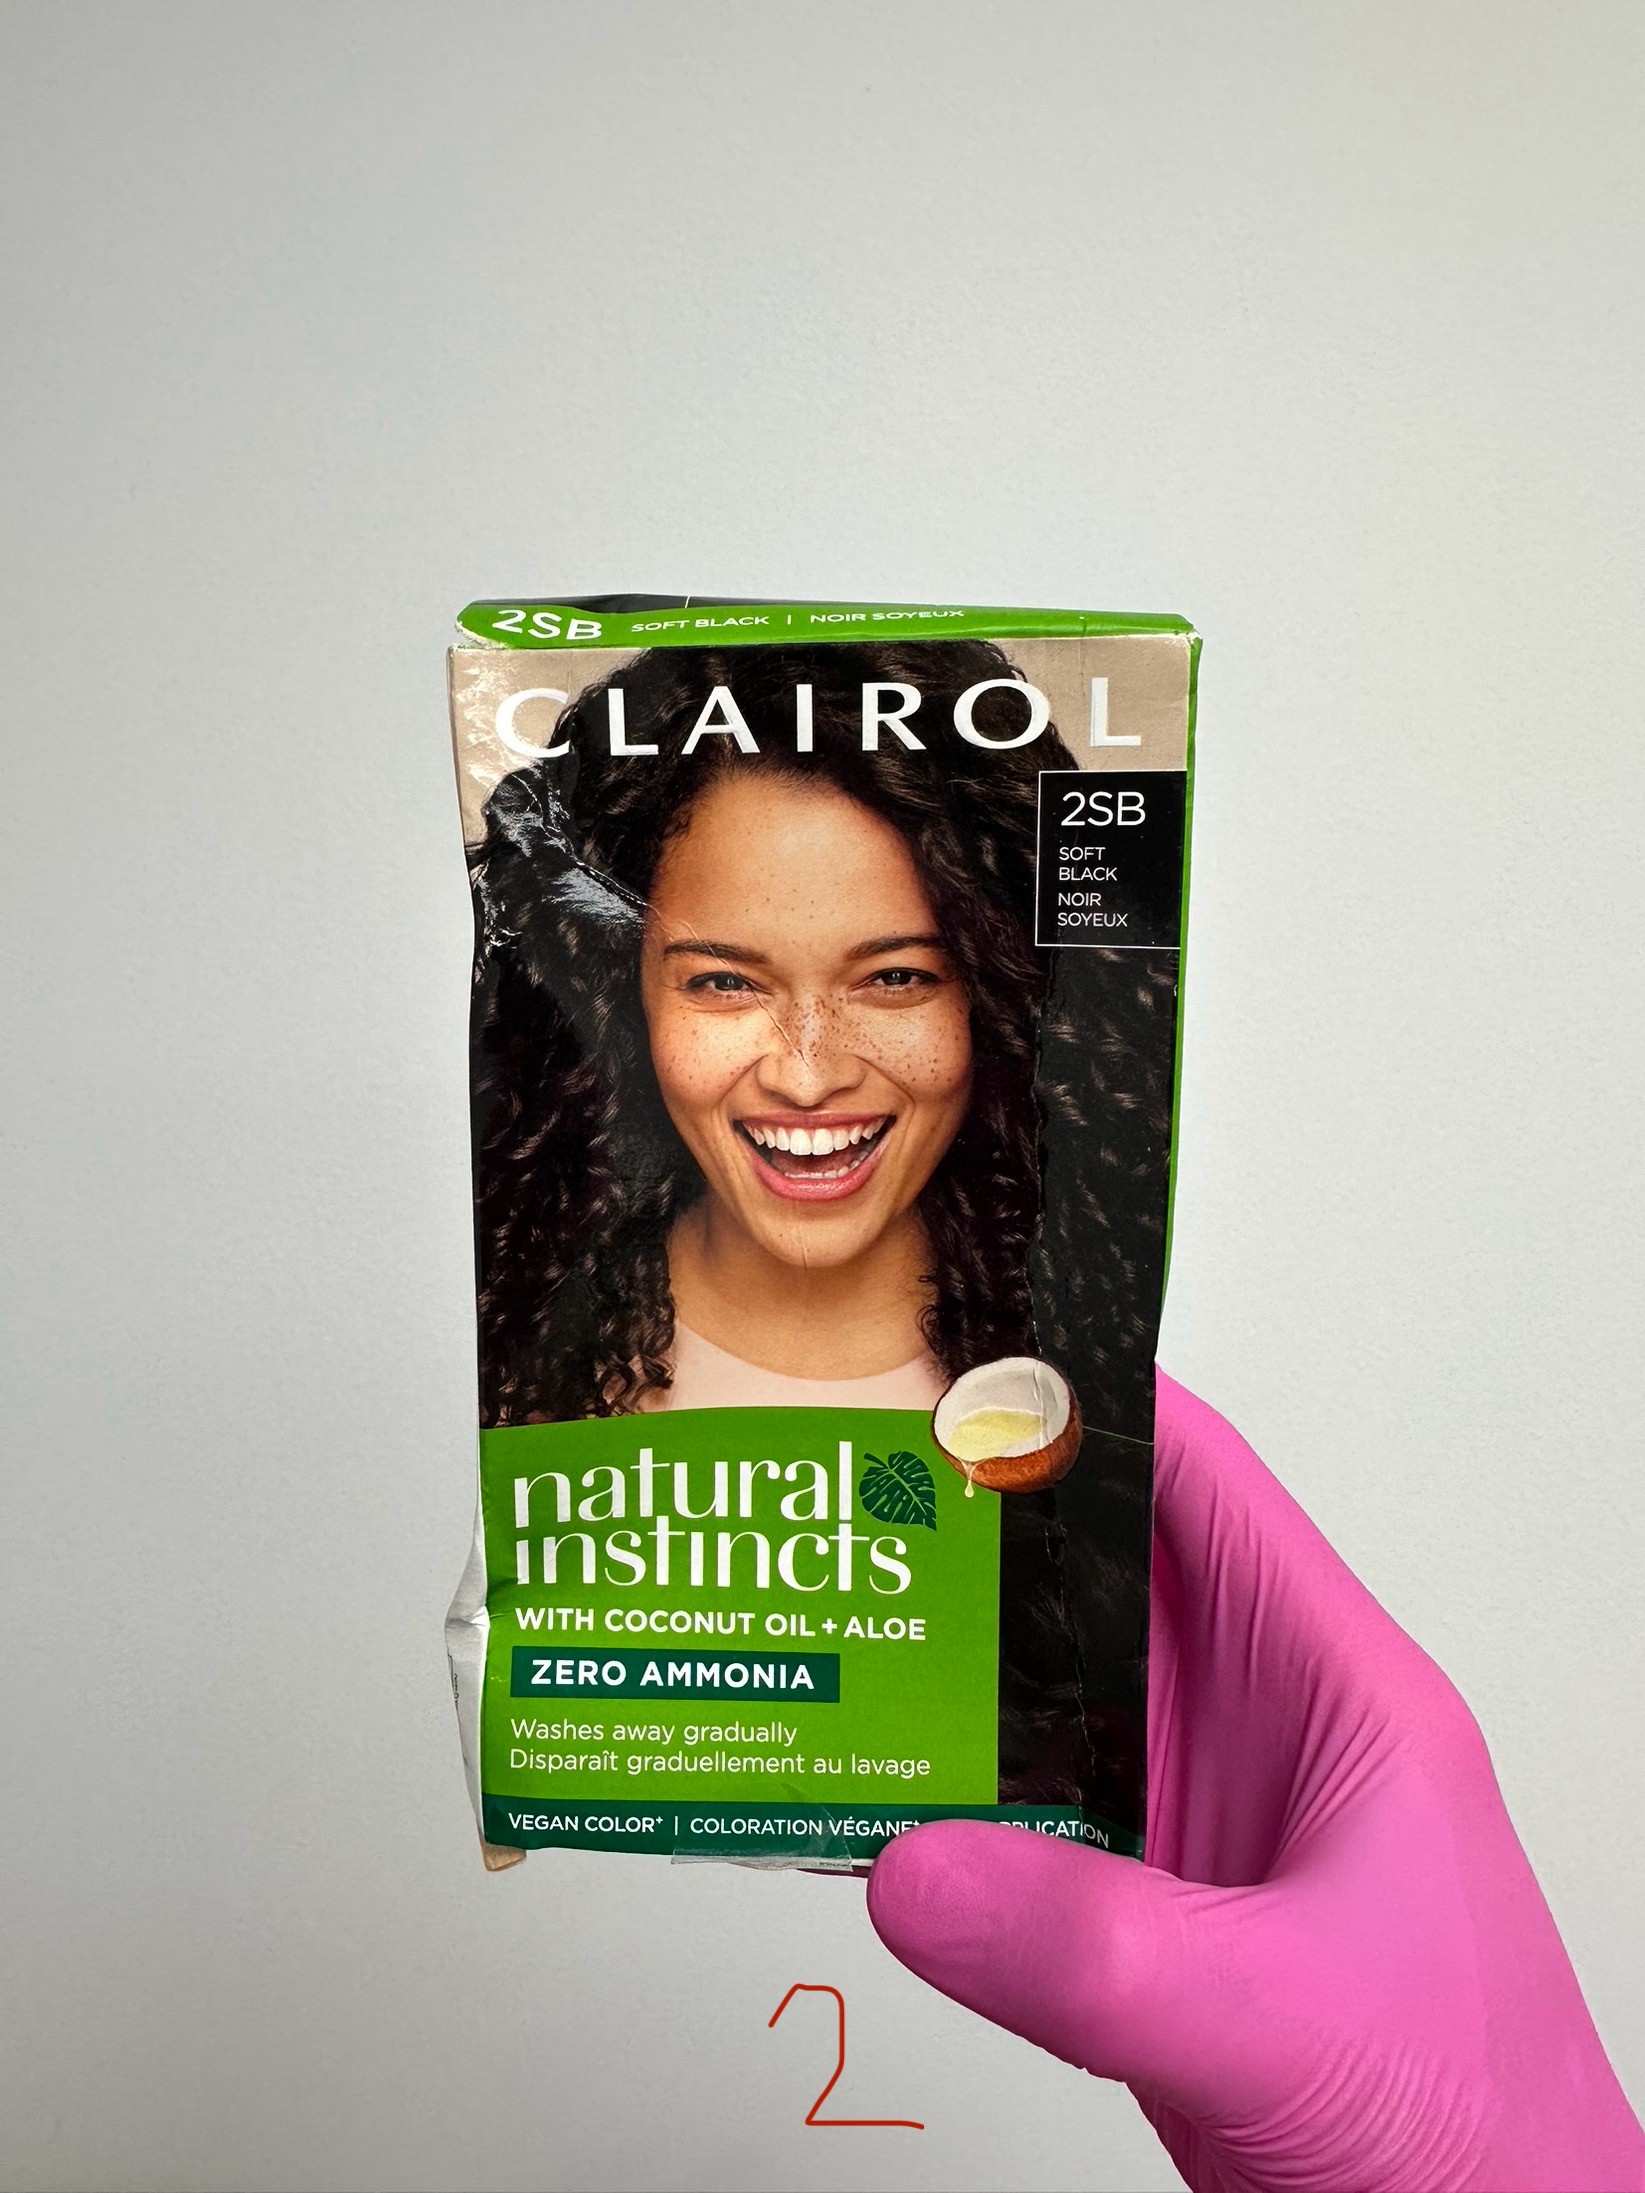 2SB SOFT BLACK | NOIR SOYEUX
CLAIROL
2SB
SOFT
BLACK
NOIR
SOYEUX
natural
instincts
WITH COCONUT OIL + ALOE
ZERO AMMONIA
Washes away gradually
Disparaît graduellement au lavage
VEGAN COLOR* | COLORATION VÉGANE*
2